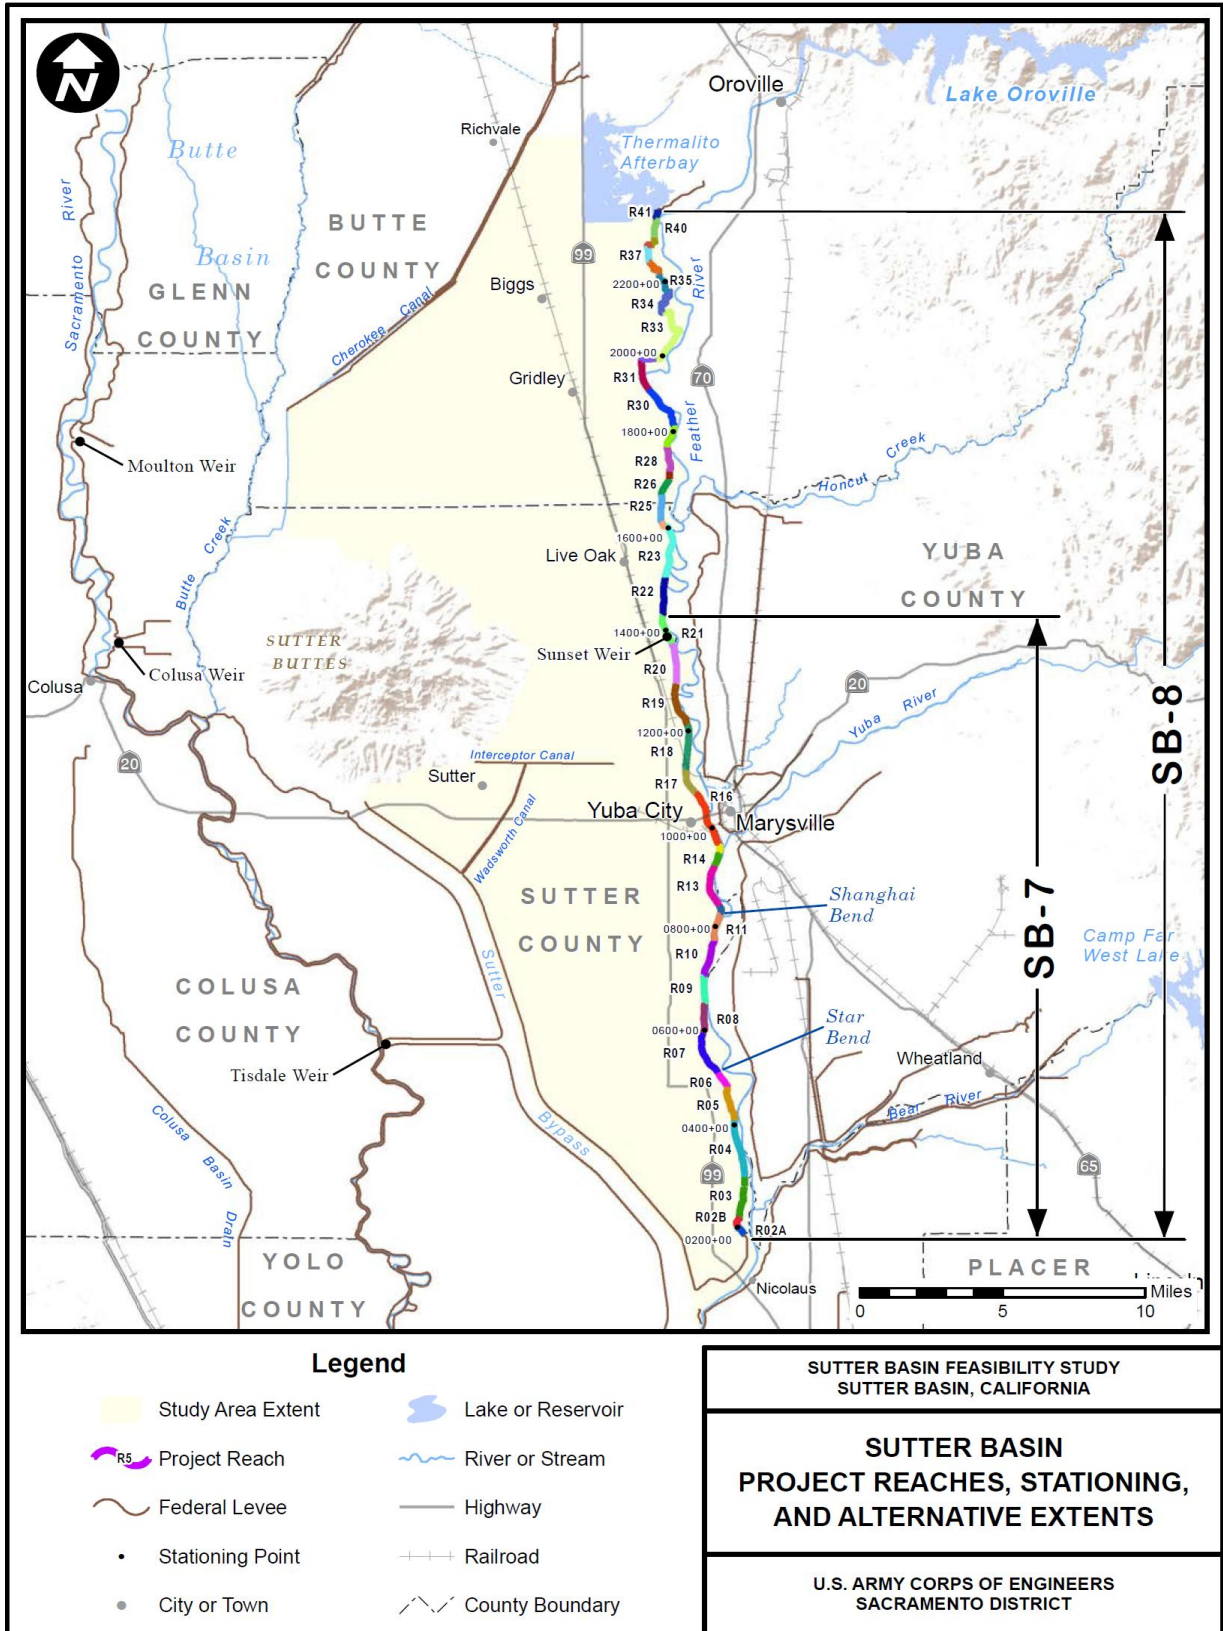 N
Oroville
Lake Oroville
Richvale
Thermalito
Afterbay
Butte
Basin
Sacramento River
BUTTE
COUNTY
GLENN
COUNTY
Cherokee Canal
99
Biggs
Gridley
R41
R40
R37
R35
2200+00
R34
R33
2000+00
R31
R30
1800+00
R28
R26
R25
1600+00
R23
R22
Feather River
70
Honcut Creek
Moulton Weir
Butte Creek
Live Oak
YUBA
COUNTY
SUTTER
BUTTES
1400+00
R21
Sunset Weir
R20
R19
1200+00
R18
R17
R16
Colusa Weir
Colusa
20
20
Yuba River
SB-8
Interceptor Canal
Sutter
Wadsworth Canal
Yuba City
Marysville
1000+00
R14
R13
Shanghai
Bend
0800+00
R11
R10
R09
R08
0600+00
R07
Star
Bend
R06
R05
0400+00
R04
99
R03
R02B
R02A
0200+00
SB-7
Camp Far
West Lake
SUTTER
COUNTY
COLUSA
COUNTY
Sutter
Bypass
Tisdale Weir
Colusa Basin Drain
Wheatland
Bear River
65
YOLO
COUNTY
PLACER
Nicolaus
Miles
0 5 10
Legend
Study Area Extent
R5 Project Reach
Federal Levee
Stationing Point
City or Town
Lake or Reservoir
River or Stream
Highway
Railroad
County Boundary
SUTTER BASIN FEASIBILITY STUDY
SUTTER BASIN, CALIFORNIA
SUTTER BASIN
PROJECT REACHES, STATIONING,
AND ALTERNATIVE EXTENTS
U.S. ARMY CORPS OF ENGINEERS
SACRAMENTO DISTRICT